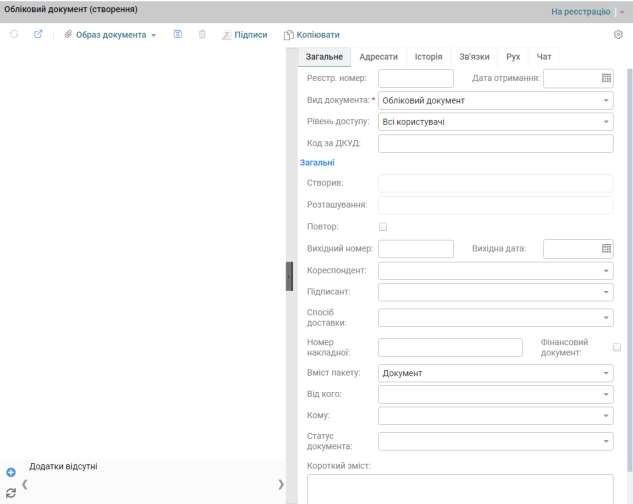 Обліковий документ (створення)
На реєстрацію
Образ документа
Підписи
Копіювати
Загальне Адресати Історія Зв'язки Рух Чат
Реєстр. номер: Дата отримання:
Вид документа: * Обліковий документ
Рівень доступу: Всі користувачі
Код за ДКУД:
Загальні
Створив:
Розташування:
Повтор:
Вихідний номер: Вихідна дата:
Кореспондент:
Підписант:
Спосіб
доставки:
Номер
накладної:
Фінансовий
документ:
Вміст пакету: Документ
Від кого:
Кому:
Статус
документа:
Короткий зміст:
Додатки відсутні